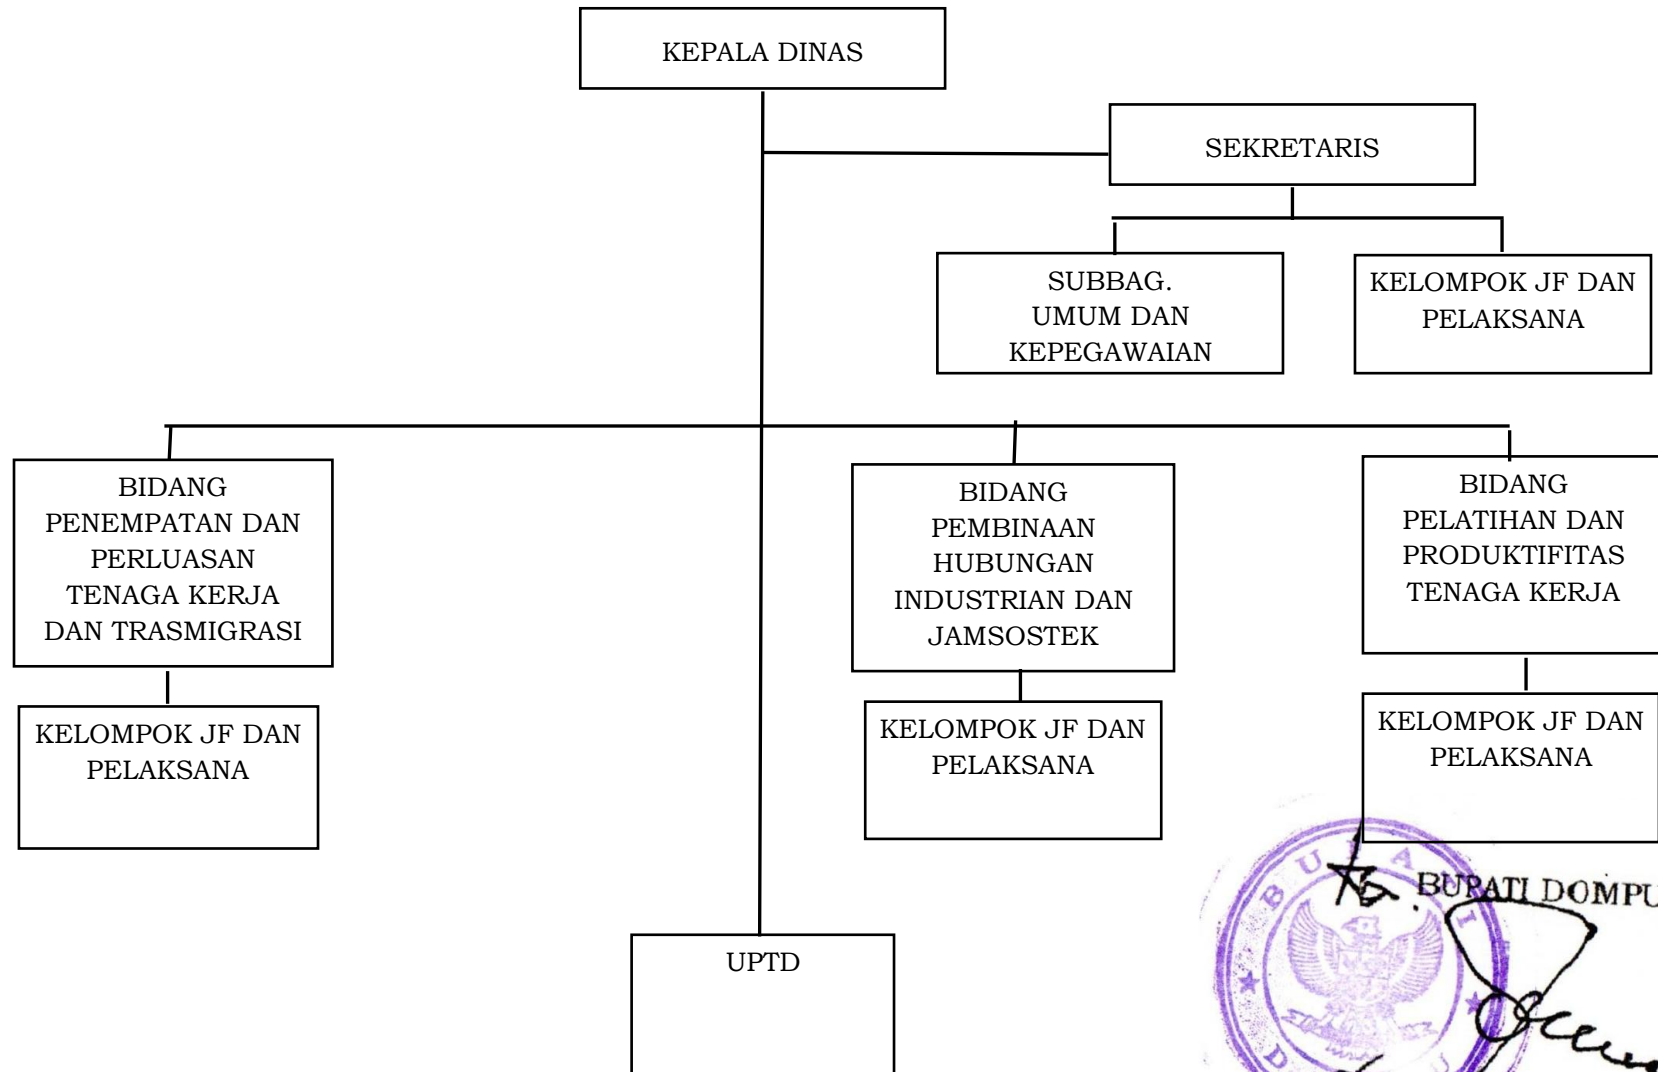 KEPALA DINAS
SEKRETARIS
SUBBAG.
UMUM DAN
KEPEGAWAIAN
KELOMPOK JF DAN
PELAKSANA
BIDANG
PENEMPATAN DAN
PERLUASAN
TENAGA KERJA
DAN TRASMIGRASI
BIDANG
PEMBINAAN
HUBUNGAN
INDUSTRIAN DAN
JAMSOSTEK
BIDANG
PELATIHAN DAN
PRODUKTIFITAS
TENAGA KERJA
KELOMPOK JF DAN
PELAKSANA
KELOMPOK JF DAN
PELAKSANA
KELOMPOK JF DAN
PELAKSANA
BUPATI
BUPATI DOMPU
UPTD